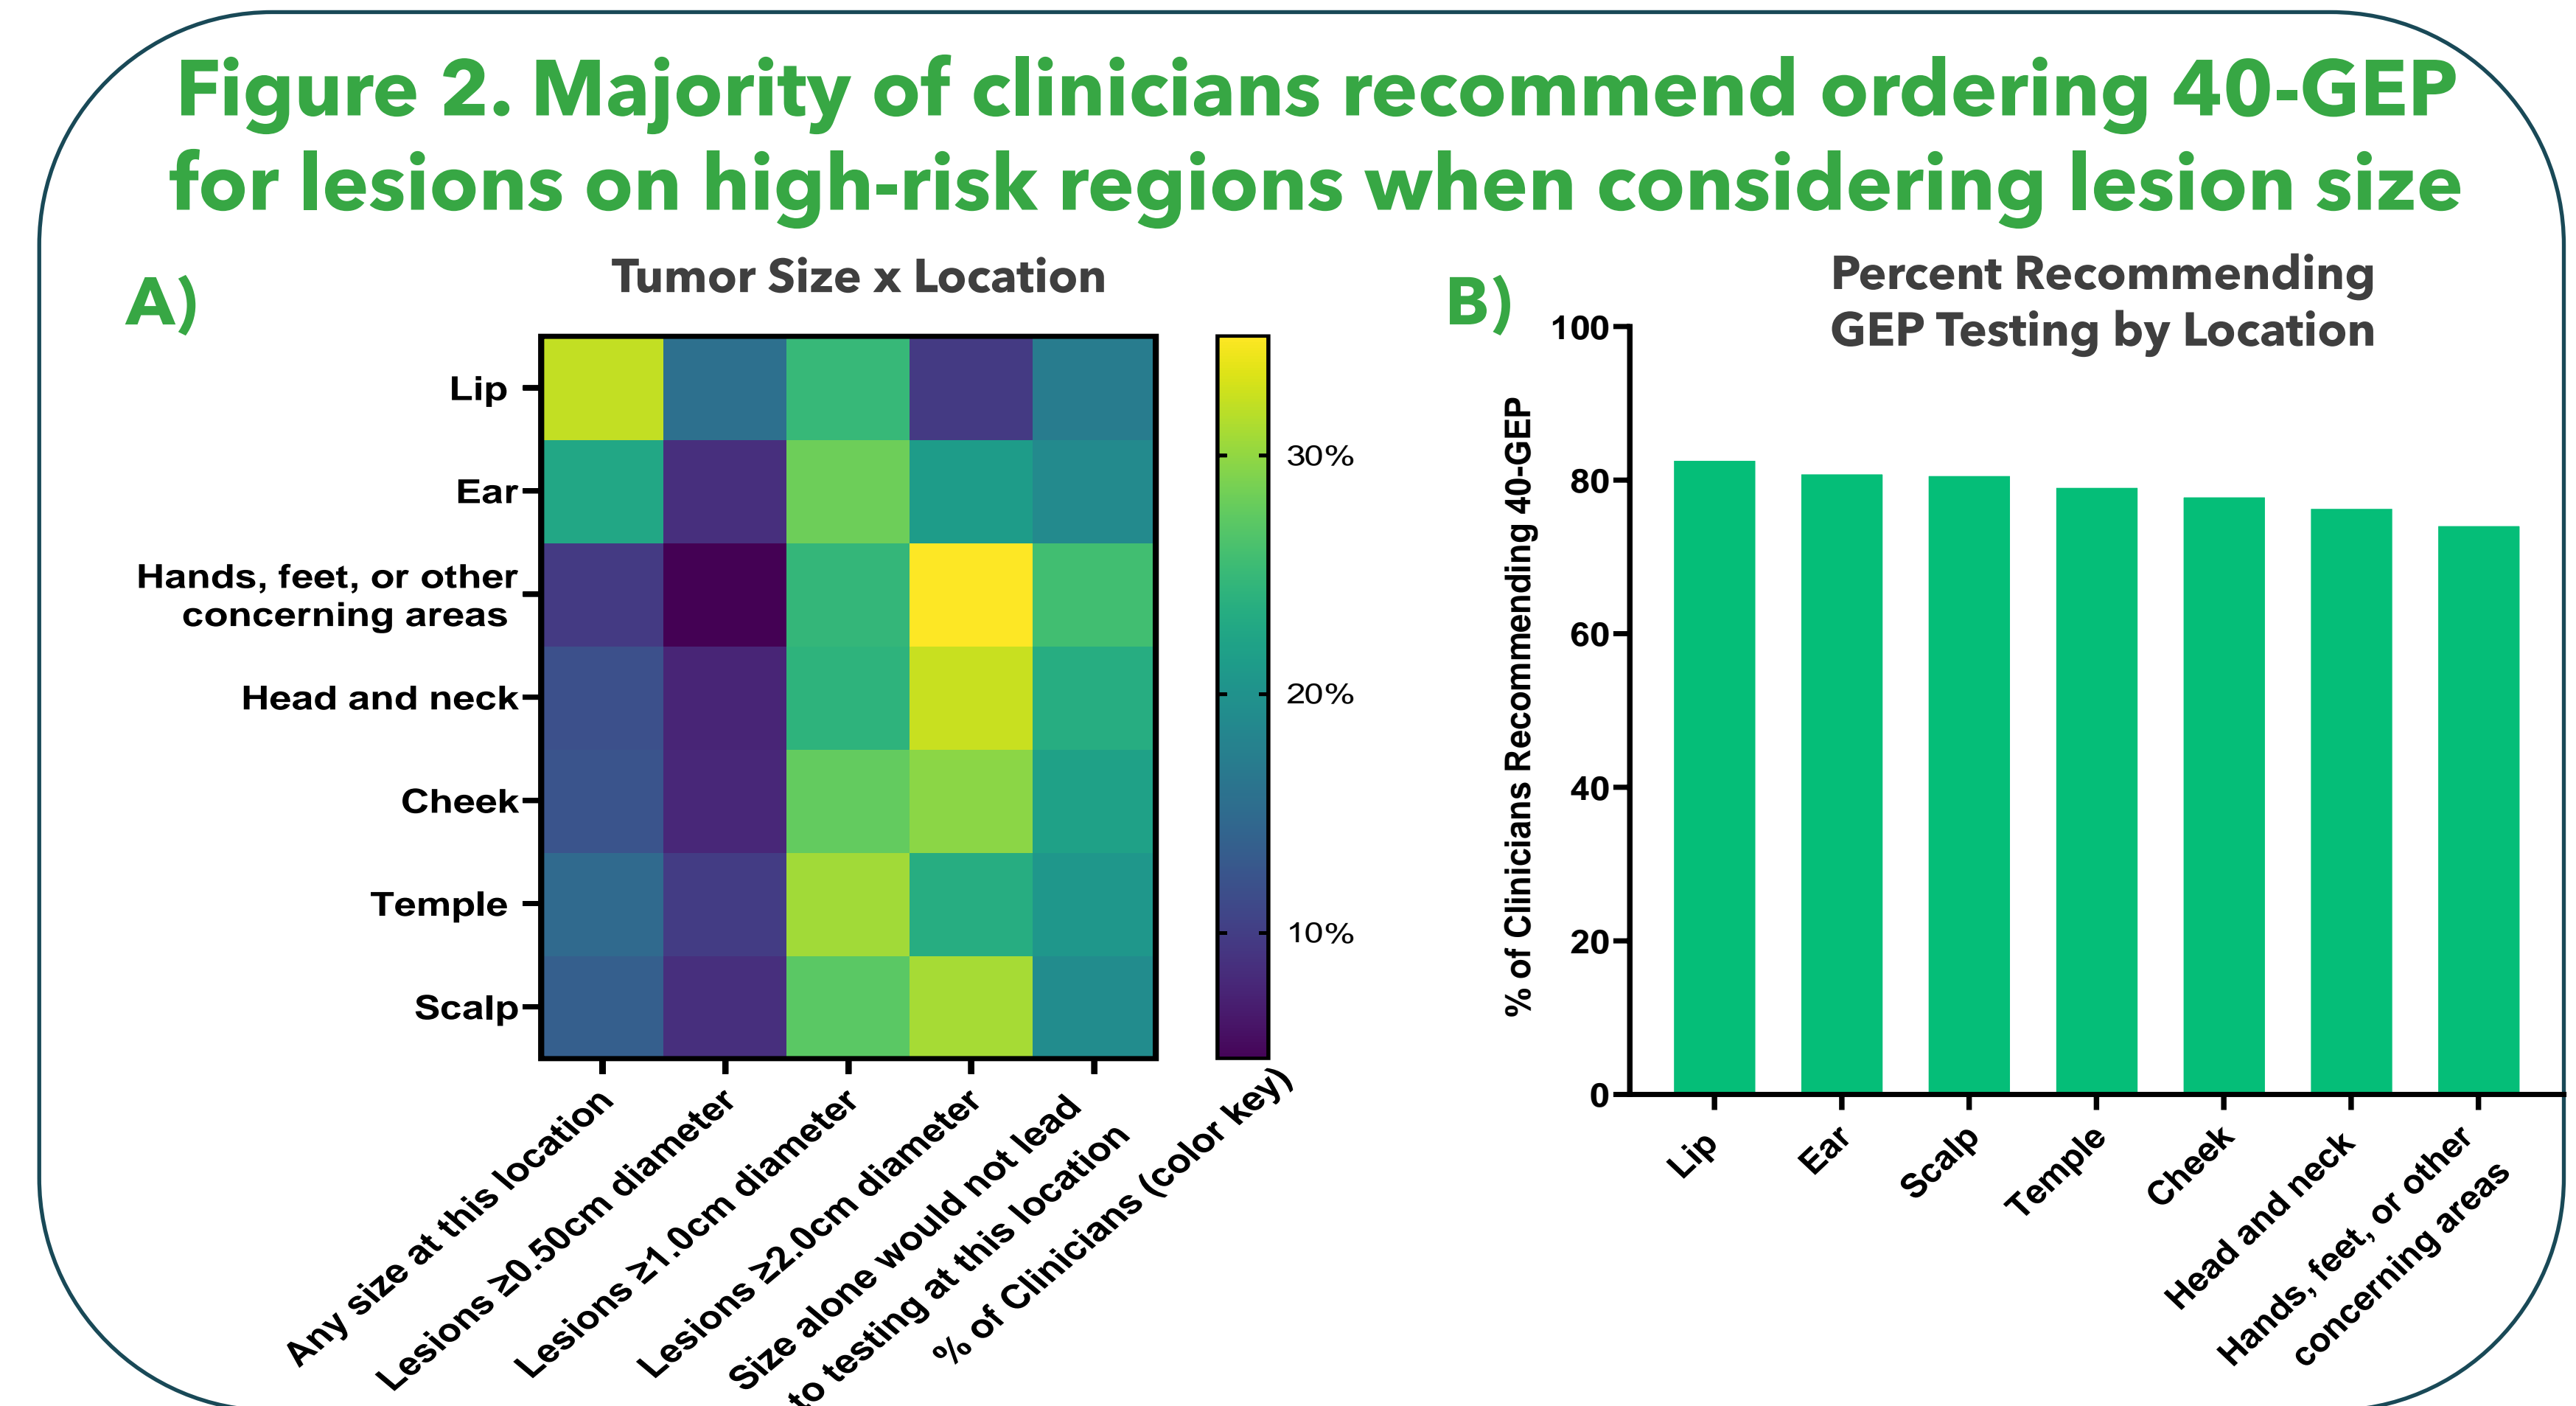 Figure 2. Majority of clinicians recommend ordering 40-GEP
for lesions on high-risk regions when considering lesion size
A)
Tumor Size x Location
Lip
Ear
Hands, feet, or other
concerning areas
Head and neck
Cheek
Temple
Scalp
Any size at this location
Lesions ≥0.50cm diameter
Lesions ≥1.0cm diameter
Lesions ≥2.0cm diameter
Size alone would not lead
to testing at this location
% of Clinicians (color key)
30%
20%
10%
B)
Percent Recommending
GEP Testing by Location
% of Clinicians Recommending 40-GEP
100
80
60
40
20
0
Lip
Ear
Scalp
Temple
Cheek
Head and neck
Hands, feet, or other
concerning areas